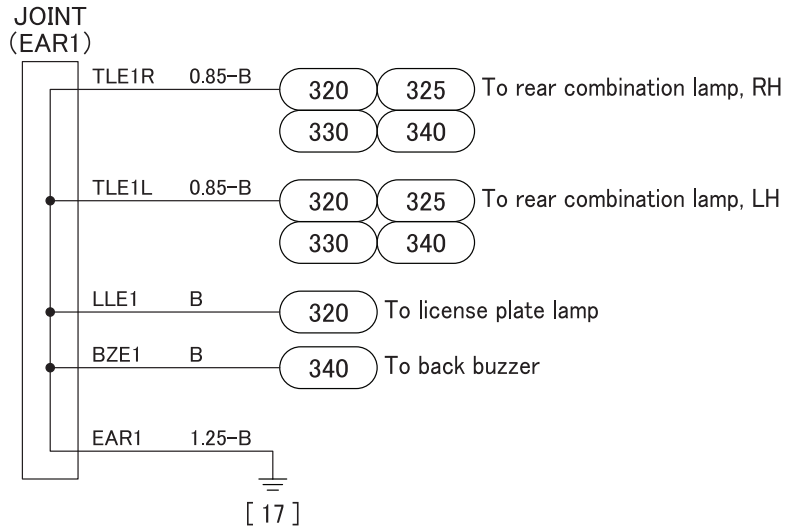 JOINT
(EAR1)
TLE1R 0.85-B 320 325 To rear combination lamp, RH
330 340
TLE1L 0.85-B 320 325 To rear combination lamp, LH
330 340
LLE1 B 320 To license plate lamp
BZE1 B 340 To back buzzer
EAR1 1.25-B
[17]